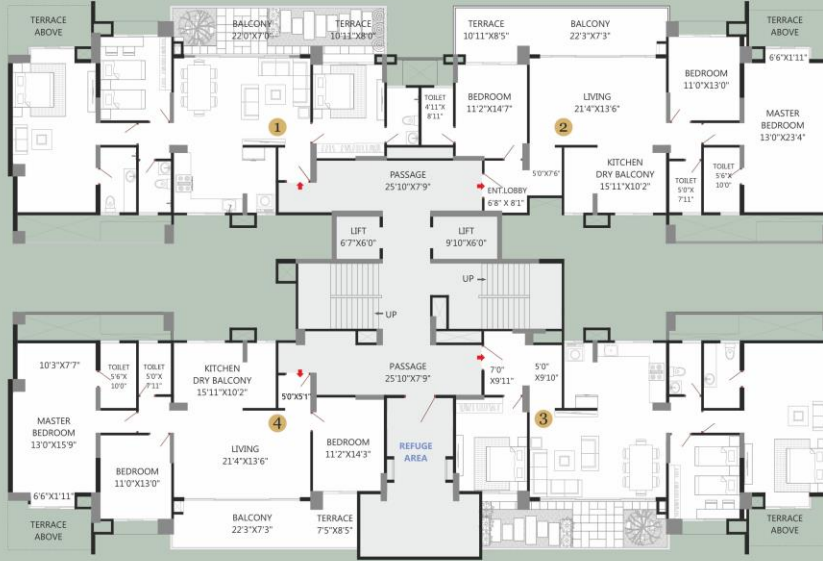 TERRACE
ABOVE
BALCONY
22'0"X7'0"
TERRACE
10'11"X8'0"
TERRACE
10'11"X8'5"
BALCONY
22'3"X7'3"
TERRACE
ABOVE
6'6"X1'11"
BEDROOM
11'0"X13'0"
TOILET
4'11"X
8'11"
BEDROOM
11'2"X14'7"
LIVING
21'4"X13'6"
MASTER
BEDROOM
13'0"X23'4"
1
2
KITCHEN
DRY BALCONY
15'11"X10'2"
TOILET
5'0"X
7'11"
TOILET
5'6"X
10'0"
PASSAGE
25'10"X7'9"
5'0"X7'6"
ENT.LOBBY
6'8" X 8'1"
LIFT
6'7"X6'0"
LIFT
9'10"X6'0"
UP
UP
10'3"X7'7"
TOILET
5'6"X
10'0"
TOILET
5'0"X
7'11"
KITCHEN
DRY BALCONY
15'11"X10'2"
PASSAGE
25'10"X7'9"
7'0"
X9'11"
5'0"
X9'10"
5'0"X5'1"
MASTER
BEDROOM
13'0"X15'9"
4
3
BEDROOM
11'0"X13'0"
LIVING
21'4"X13'6"
BEDROOM
11'2"X14'3"
REFUGE
AREA
6'6"X1'11"
TERRACE
ABOVE
BALCONY
22'3"X7'3"
TERRACE
7'5"X8'5"
TERRACE
ABOVE